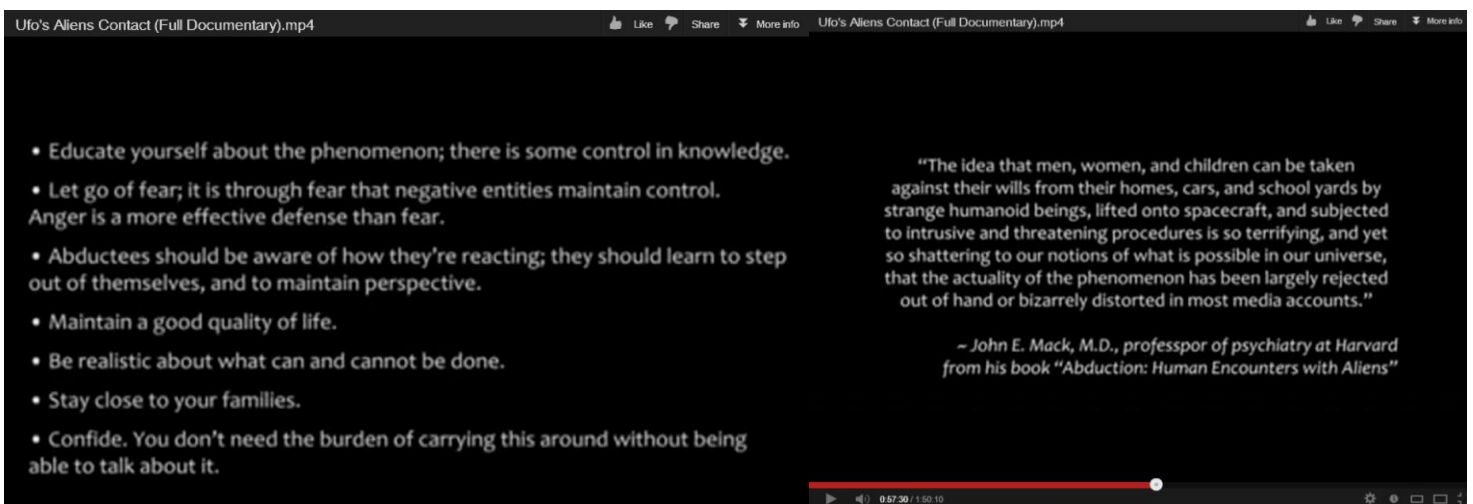 Ufo's Aliens Contact (Full Documentary).mp4
Like Share More info
• Educate yourself about the phenomenon; there is some control in knowledge.
• Let go of fear; it is through fear that negative entities maintain control.
Anger is a more effective defense than fear.
• Abductees should be aware of how they’re reacting; they should learn to step
out of themselves, and to maintain perspective.
• Maintain a good quality of life.
• Be realistic about what can and cannot be done.
• Stay close to your families.
• Confide. You don’t need the burden of carrying this around without being
able to talk about it.
Ufo's Aliens Contact (Full Documentary).mp4
Like Share More info
“The idea that men, women, and children can be taken
against their wills from their homes, cars, and school yards by
strange humanoid beings, lifted onto spacecraft, and subjected
to intrusive and threatening procedures is so terrifying, and yet
so shattering to our notions of what is possible in our universe,
that the actuality of the phenomenon has been largely rejected
out of hand or bizarrely distorted in most media accounts.”
~ John E. Mack, M.D., professpor of psychiatry at Harvard
from his book “Abduction: Human Encounters with Aliens”
0:57:30 / 1:50:10